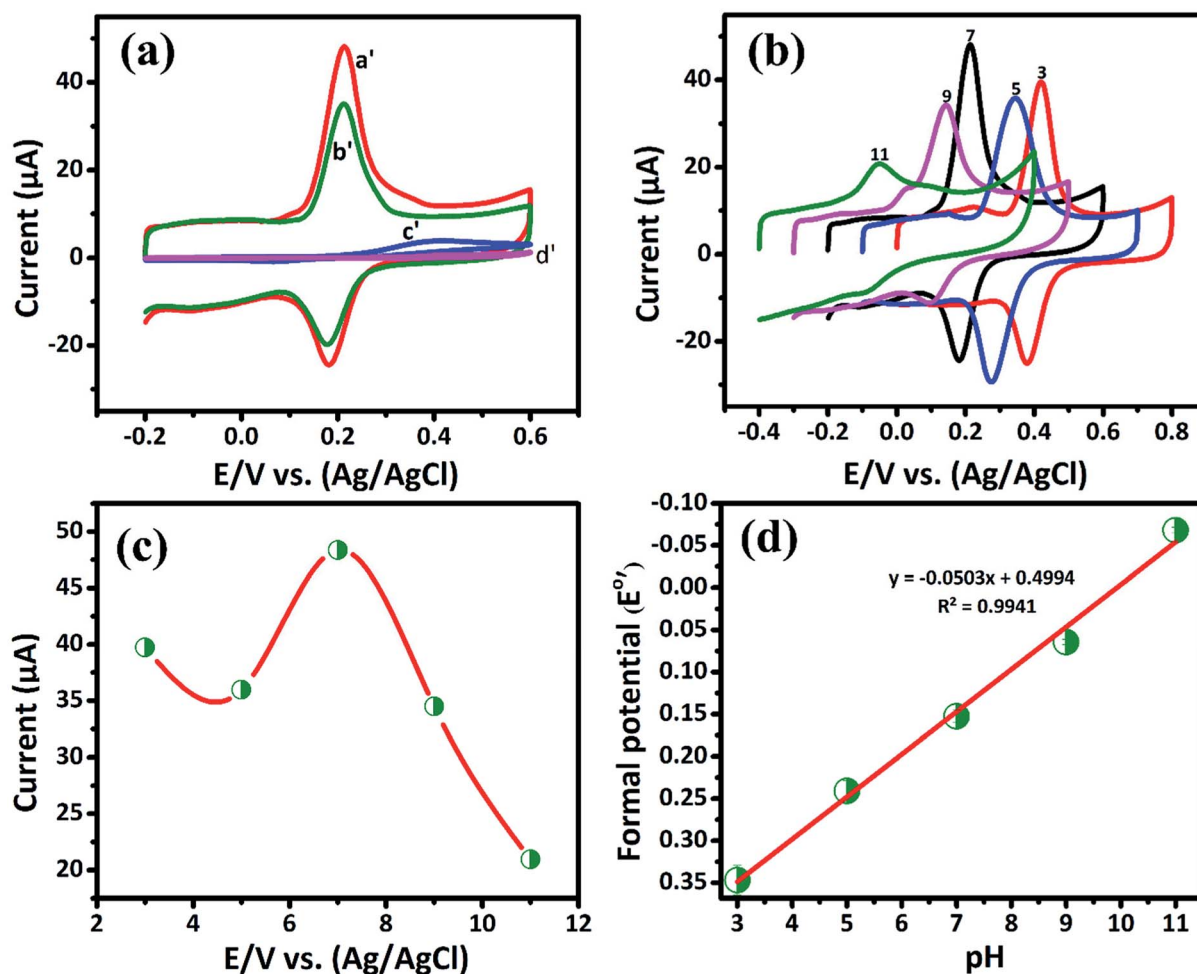 (a)
a'
b'
c'
d'
40
20
0
-20
Current (µA)
-0.2 0.0 0.2 0.4 0.6
E/V vs. (Ag/AgCl)
(b)
7
3
9
5
11
40
20
0
-20
Current (µA)
-0.4 -0.2 0.0 0.2 0.4 0.6 0.8
E/V vs. (Ag/AgCl)
(c)
50
45
40
35
30
25
20
Current (µA)
2 4 6 8 10 12
E/V vs. (Ag/AgCl)
(d)
y = -0.0503x + 0.4994
R² = 0.9941
-0.10
-0.05
0.00
0.05
0.10
0.15
0.20
0.25
0.30
0.35
Formal potential (E°′)
3 4 5 6 7 8 9 10 11
pH